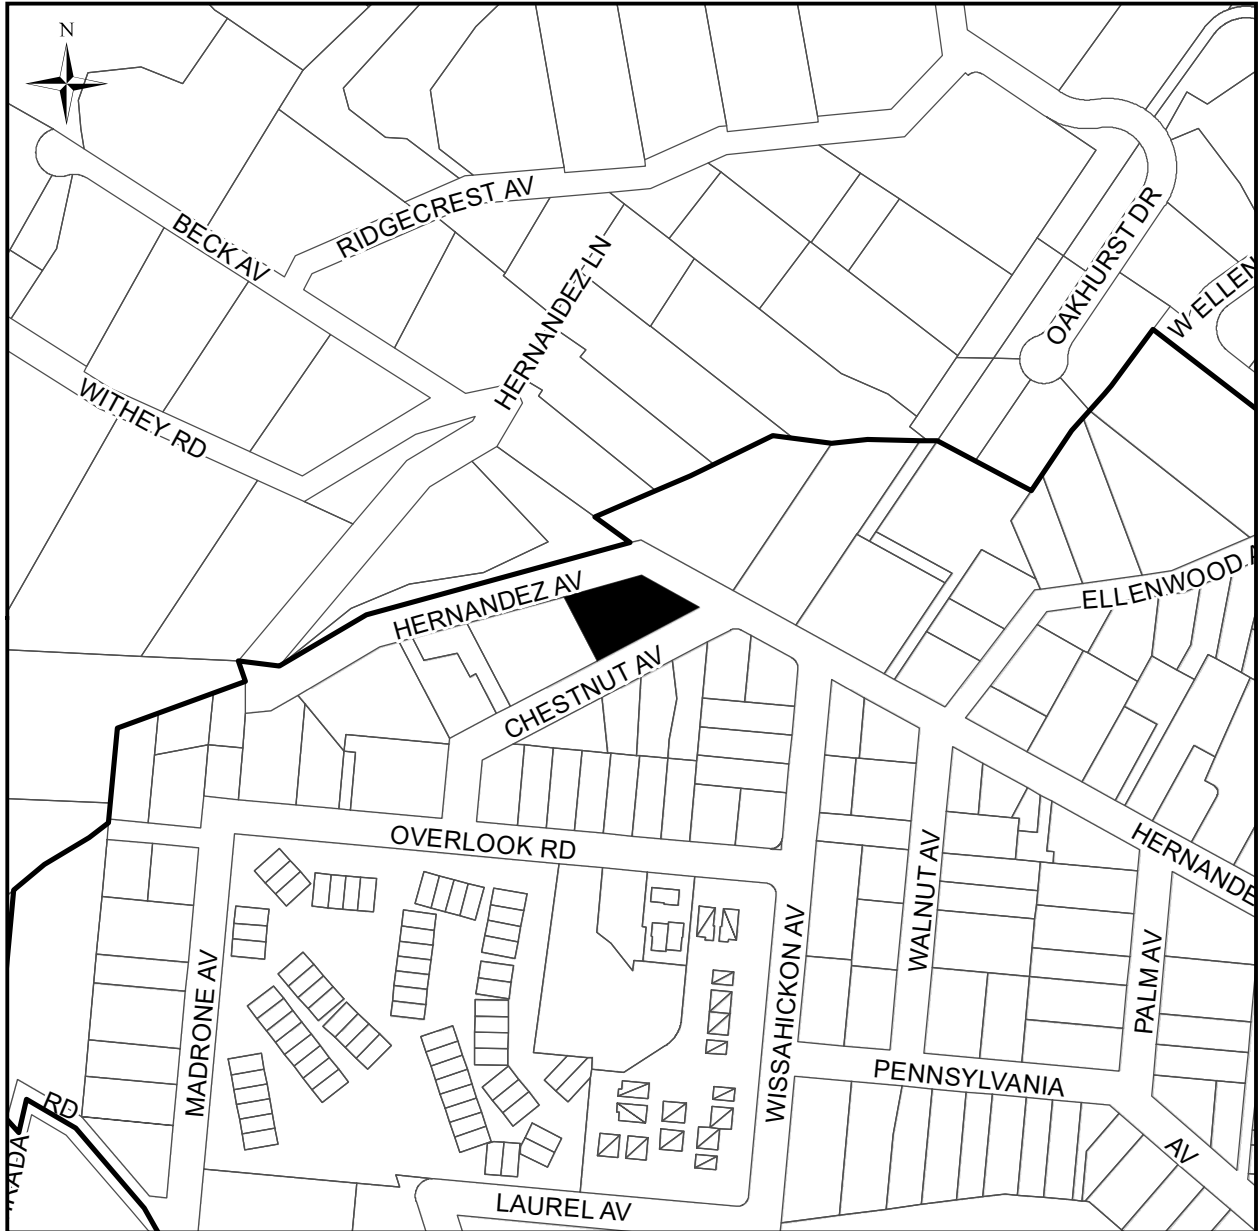 N
BECK AV
RIDGECREST AV
HERNANDEZ LN
OAKHURST DR
W ELLEN
WITHEY RD
HERNANDEZ AV
ELLENWOOD
CHESTNUT AV
OVERLOOK RD
HERNANDE
WALNUT AV
WISSAHICKON AV
PALM AV
MADRONE AV
PENNSYLVANIA
AV
RD
RADA
LAUREL AV